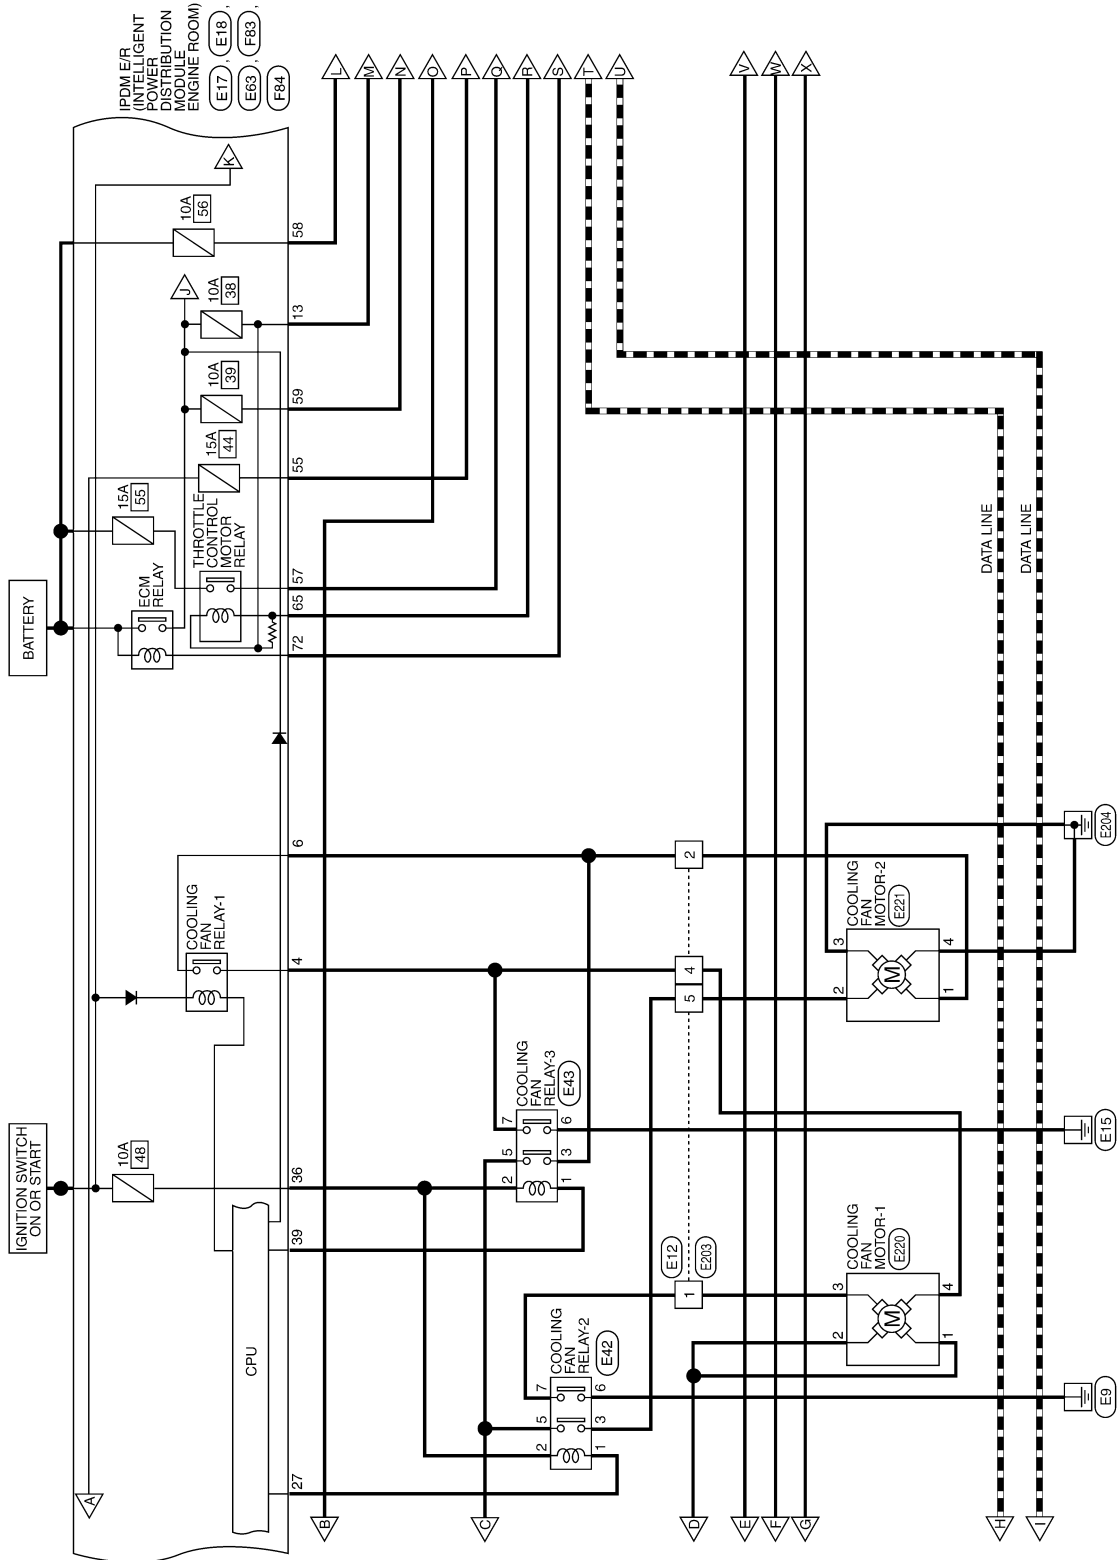 IPDM E/R
(INTELLIGENT
POWER
DISTRIBUTION
MODULE
ENGINE ROOM)
E17 , E18 ,
E63 , F83 ,
F84
BATTERY
IGNITION SWITCH
ON OR START
A
K
J
10A
56
10A
38
10A
39
15A
44
15A
55
ECM
RELAY
THROTTLE
CONTROL
MOTOR
RELAY
COOLING
FAN
RELAY-1
10A
48
CPU
58
13
59
55
57
65
72
6
4
36
39
27
L
M
N
O
P
Q
R
S
T
U
V
W
X
COOLING
FAN
RELAY-3
E43
7
5
2
6
3
1
COOLING
FAN
RELAY-2
E42
7
5
2
6
3
1
2
4
5
1
E12
E203
COOLING
FAN
MOTOR-2
E221
3
2
4
1
M
COOLING
FAN
MOTOR-1
E220
3
2
4
1
M
DATA LINE
DATA LINE
E204
E15
E9
B
C
D
E
F
G
H
I